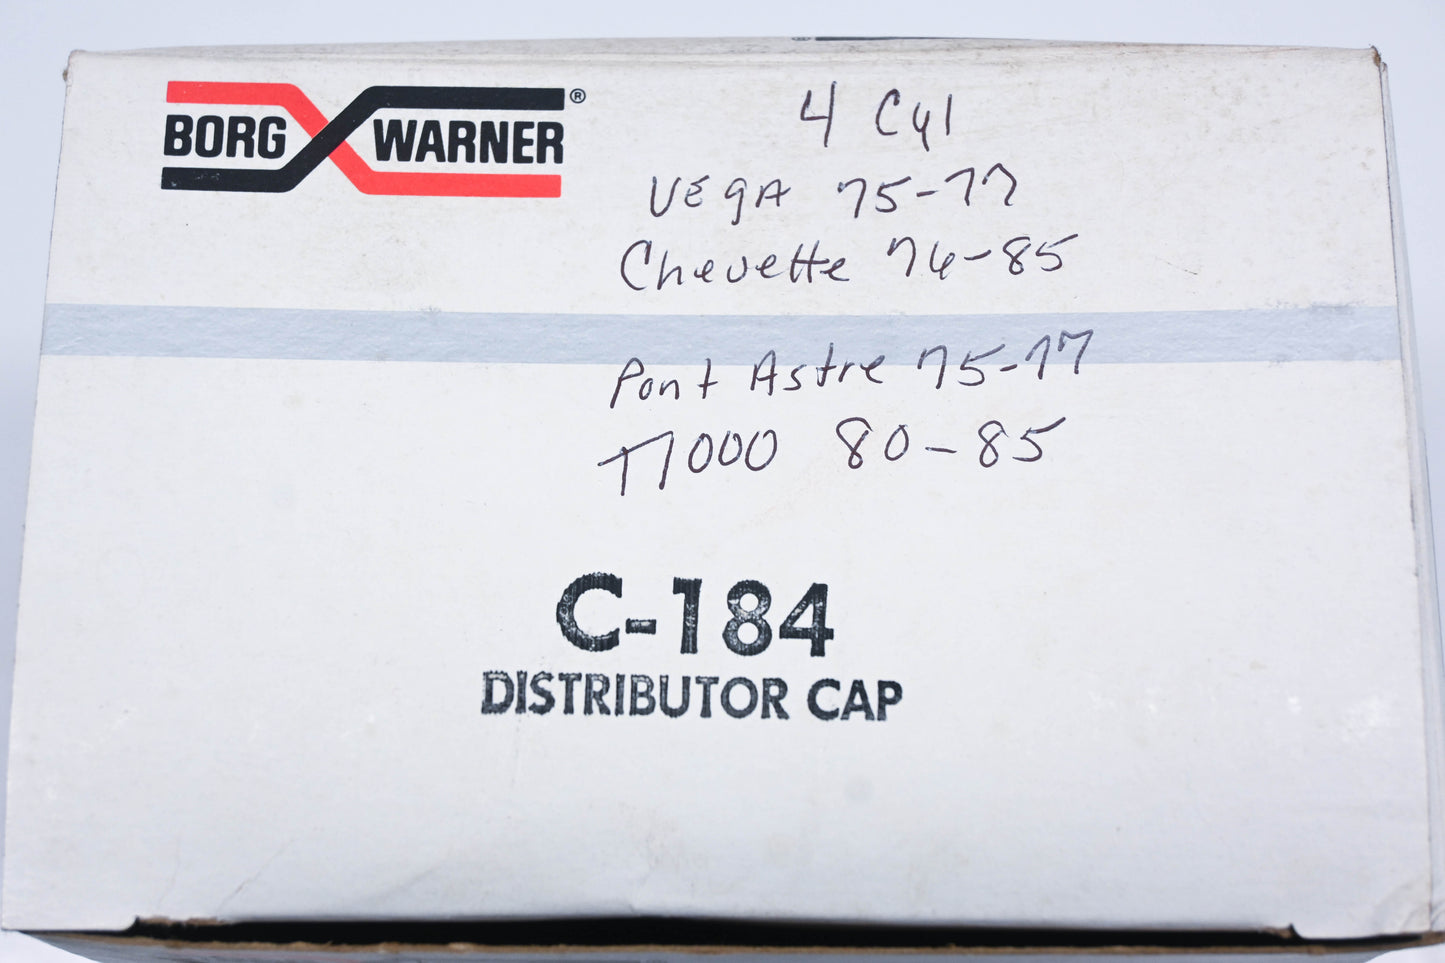 BORG WARNER ®
4 Cyl
VEgA 75-77
Chevette 76-85
Pont Astre 75-77
T1000 80-85
C-184
DISTRIBUTOR CAP